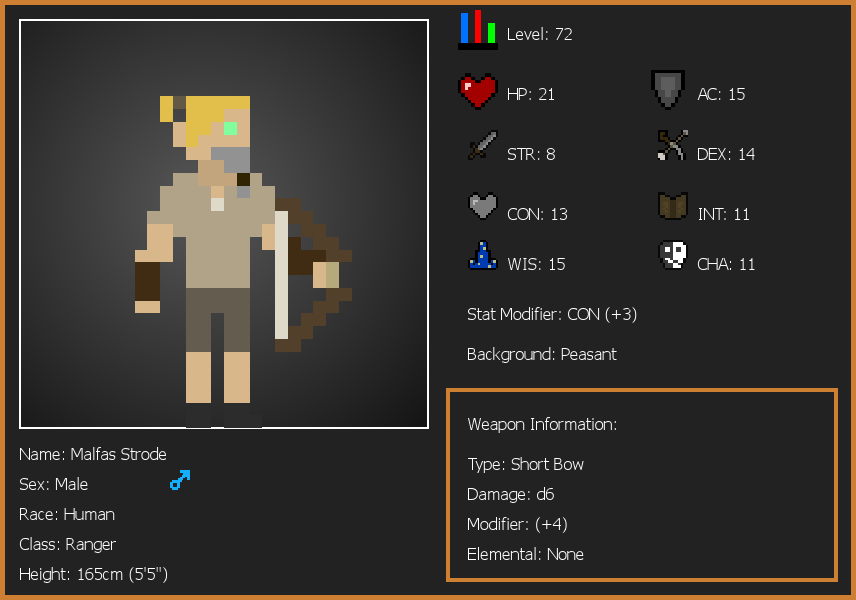 Level: 72
HP: 21
AC: 15
STR: 8
DEX: 14
CON: 13
INT: 11
WIS: 15
CHA: 11
Stat Modifier: CON (+3)
Background: Peasant
Weapon Information:
Type: Short Bow
Damage: d6
Modifier: (+4)
Elemental: None
Name: Malfas Strode
Sex: Male
Race: Human
Class: Ranger
Height: 165cm (5'5")